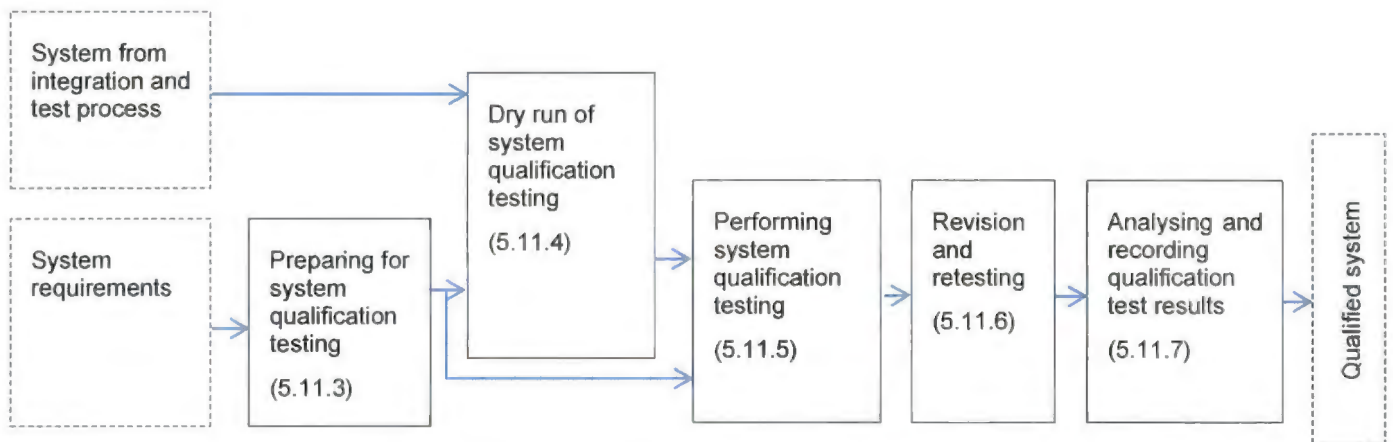 System from
integration and
test process
Dry run of
system
qualification
testing
(5.11.4)
System
requirements
Preparing for
system
qualification
testing
(5.11.3)
Performing
system
qualification
testing
(5.11.5)
Revision
and
retesting
(5.11.6)
Analysing and
recording
qualification
test results
(5.11.7)
Qualified system